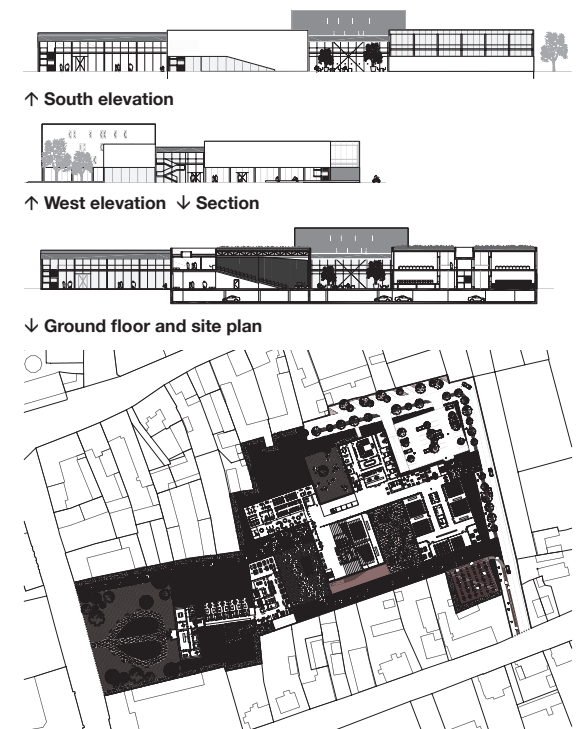 ↑ South elevation
↑ West elevation ↓ Section
↓ Ground floor and site plan